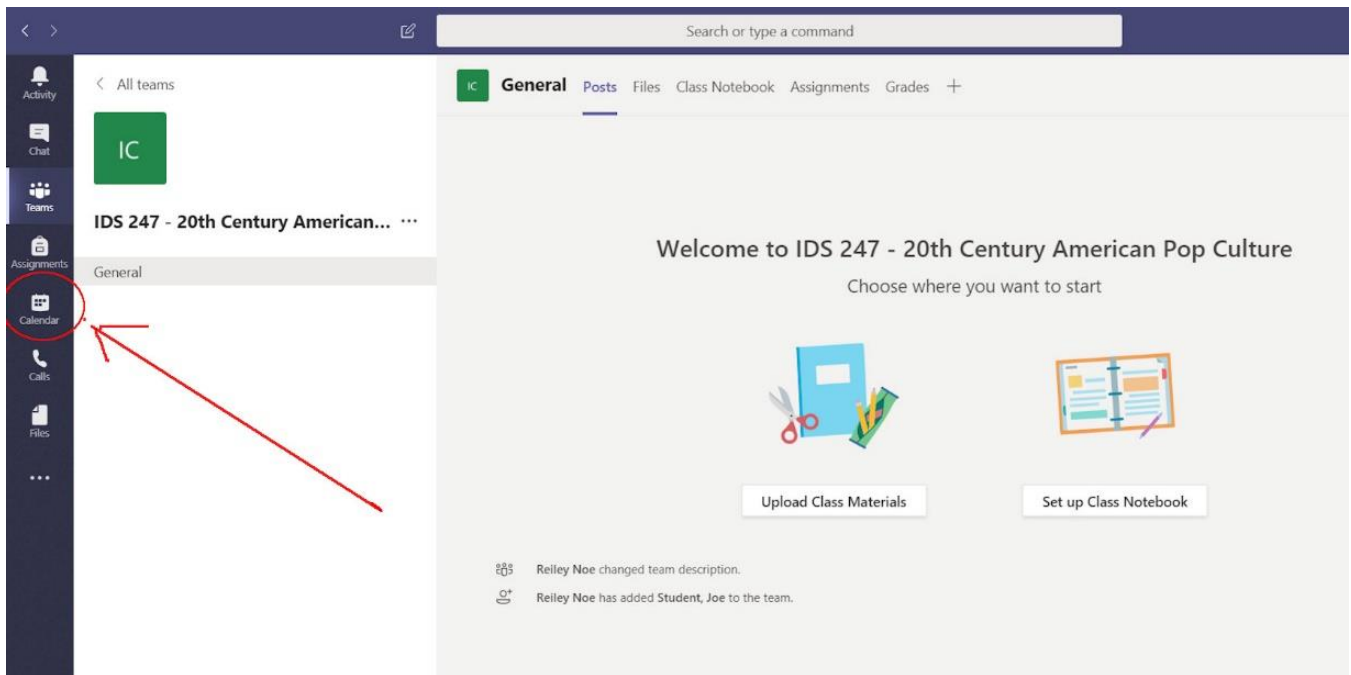 Search or type a command
Activity
Chat
Teams
Assignments
Calendar
Calls
Files
...
All teams
IC
IDS 247 - 20th Century American... ...
General
IC General Posts Files Class Notebook Assignments Grades +
Welcome to IDS 247 - 20th Century American Pop Culture
Choose where you want to start
Upload Class Materials
Set up Class Notebook
Reiley Noe changed team description.
Reiley Noe has added Student, Joe to the team.